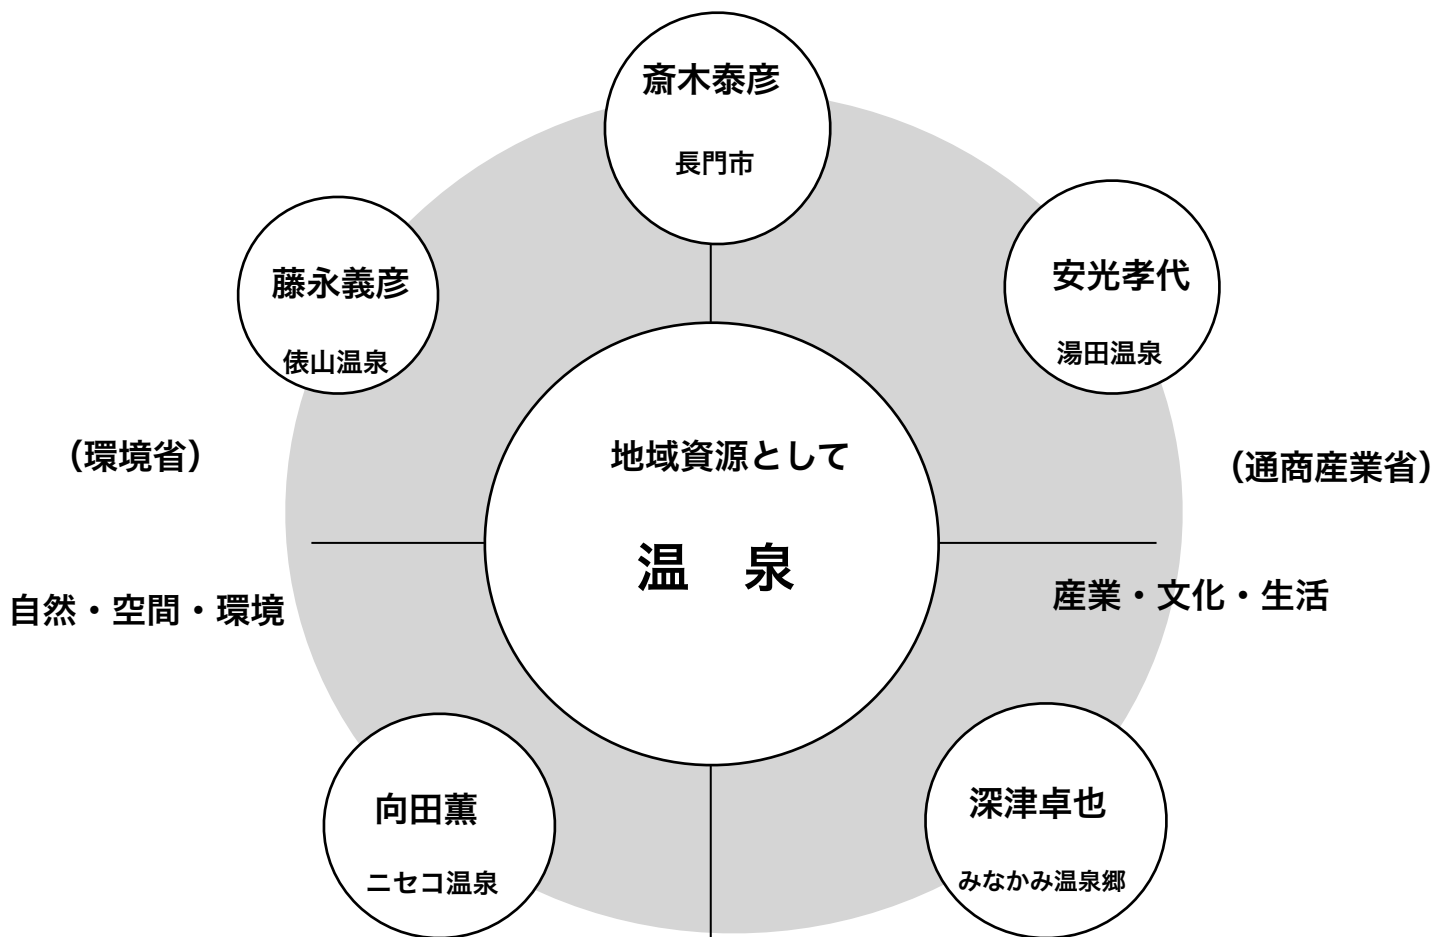 斎木泰彦
長門市
藤永義彦
俵山温泉
安光孝代
湯田温泉
（環境省）
地域資源として
（通商産業省）
温　泉
自然・空間・環境
産業・文化・生活
向田薫
ニセコ温泉
深津卓也
みなかみ温泉郷